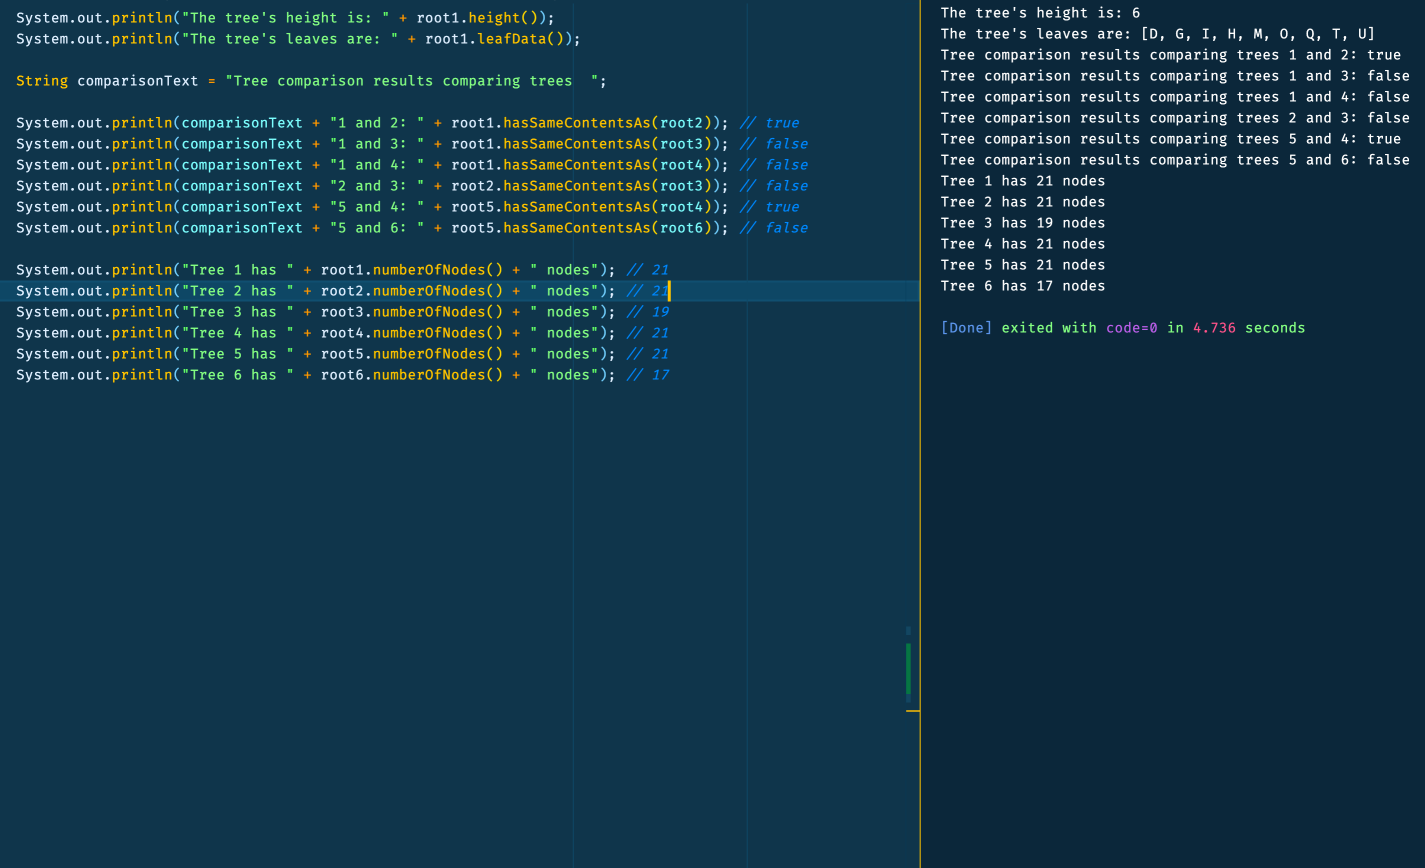 System.out.println("The tree's height is: " + root1.height());
System.out.println("The tree's leaves are: " + root1.leafData());
String comparisonText = "Tree comparison results comparing trees  ";
System.out.println(comparisonText + "1 and 2: " + root1.hasSameContentsAs(root2)); // true
System.out.println(comparisonText + "1 and 3: " + root1.hasSameContentsAs(root3)); // false
System.out.println(comparisonText + "1 and 4: " + root1.hasSameContentsAs(root4)); // false
System.out.println(comparisonText + "2 and 3: " + root2.hasSameContentsAs(root3)); // false
System.out.println(comparisonText + "5 and 4: " + root5.hasSameContentsAs(root4)); // true
System.out.println(comparisonText + "5 and 6: " + root5.hasSameContentsAs(root6)); // false
System.out.println("Tree 1 has " + root1.numberOfNodes() + " nodes"); // 21
System.out.println("Tree 2 has " + root2.numberOfNodes() + " nodes"); // 21
System.out.println("Tree 3 has " + root3.numberOfNodes() + " nodes"); // 19
System.out.println("Tree 4 has " + root4.numberOfNodes() + " nodes"); // 21
System.out.println("Tree 5 has " + root5.numberOfNodes() + " nodes"); // 21
System.out.println("Tree 6 has " + root6.numberOfNodes() + " nodes"); // 17
The tree's height is: 6
The tree's leaves are: [D, G, I, H, M, O, Q, T, U]
Tree comparison results comparing trees 1 and 2: true
Tree comparison results comparing trees 1 and 3: false
Tree comparison results comparing trees 1 and 4: false
Tree comparison results comparing trees 2 and 3: false
Tree comparison results comparing trees 5 and 4: true
Tree comparison results comparing trees 5 and 6: false
Tree 1 has 21 nodes
Tree 2 has 21 nodes
Tree 3 has 19 nodes
Tree 4 has 21 nodes
Tree 5 has 21 nodes
Tree 6 has 17 nodes
[Done] exited with code=0 in 4.736 seconds